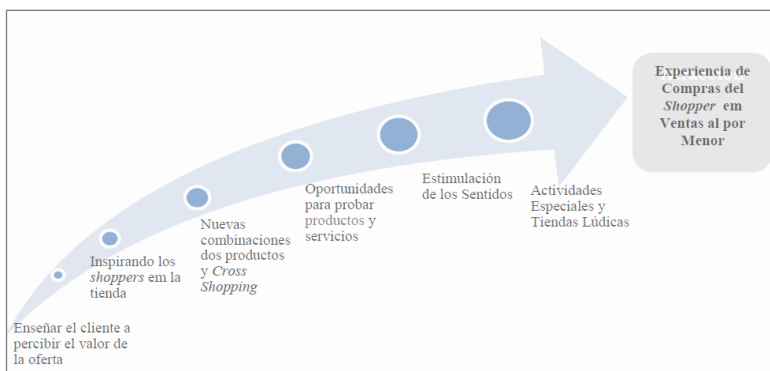 Enseñar el cliente a
percibir el valor de
la oferta
Inspirando los
shoppers em la
tienda
Nuevas
combinaciones
dos productos
y Cross
Shopping
Oportunidades
para probar
productos y
servicios
Estimulación
de los Sentidos
Actividades
Especiales y
Tiendas Lúdicas
Experiencia de
Compras del
Shopper em
Ventas al por
Menor